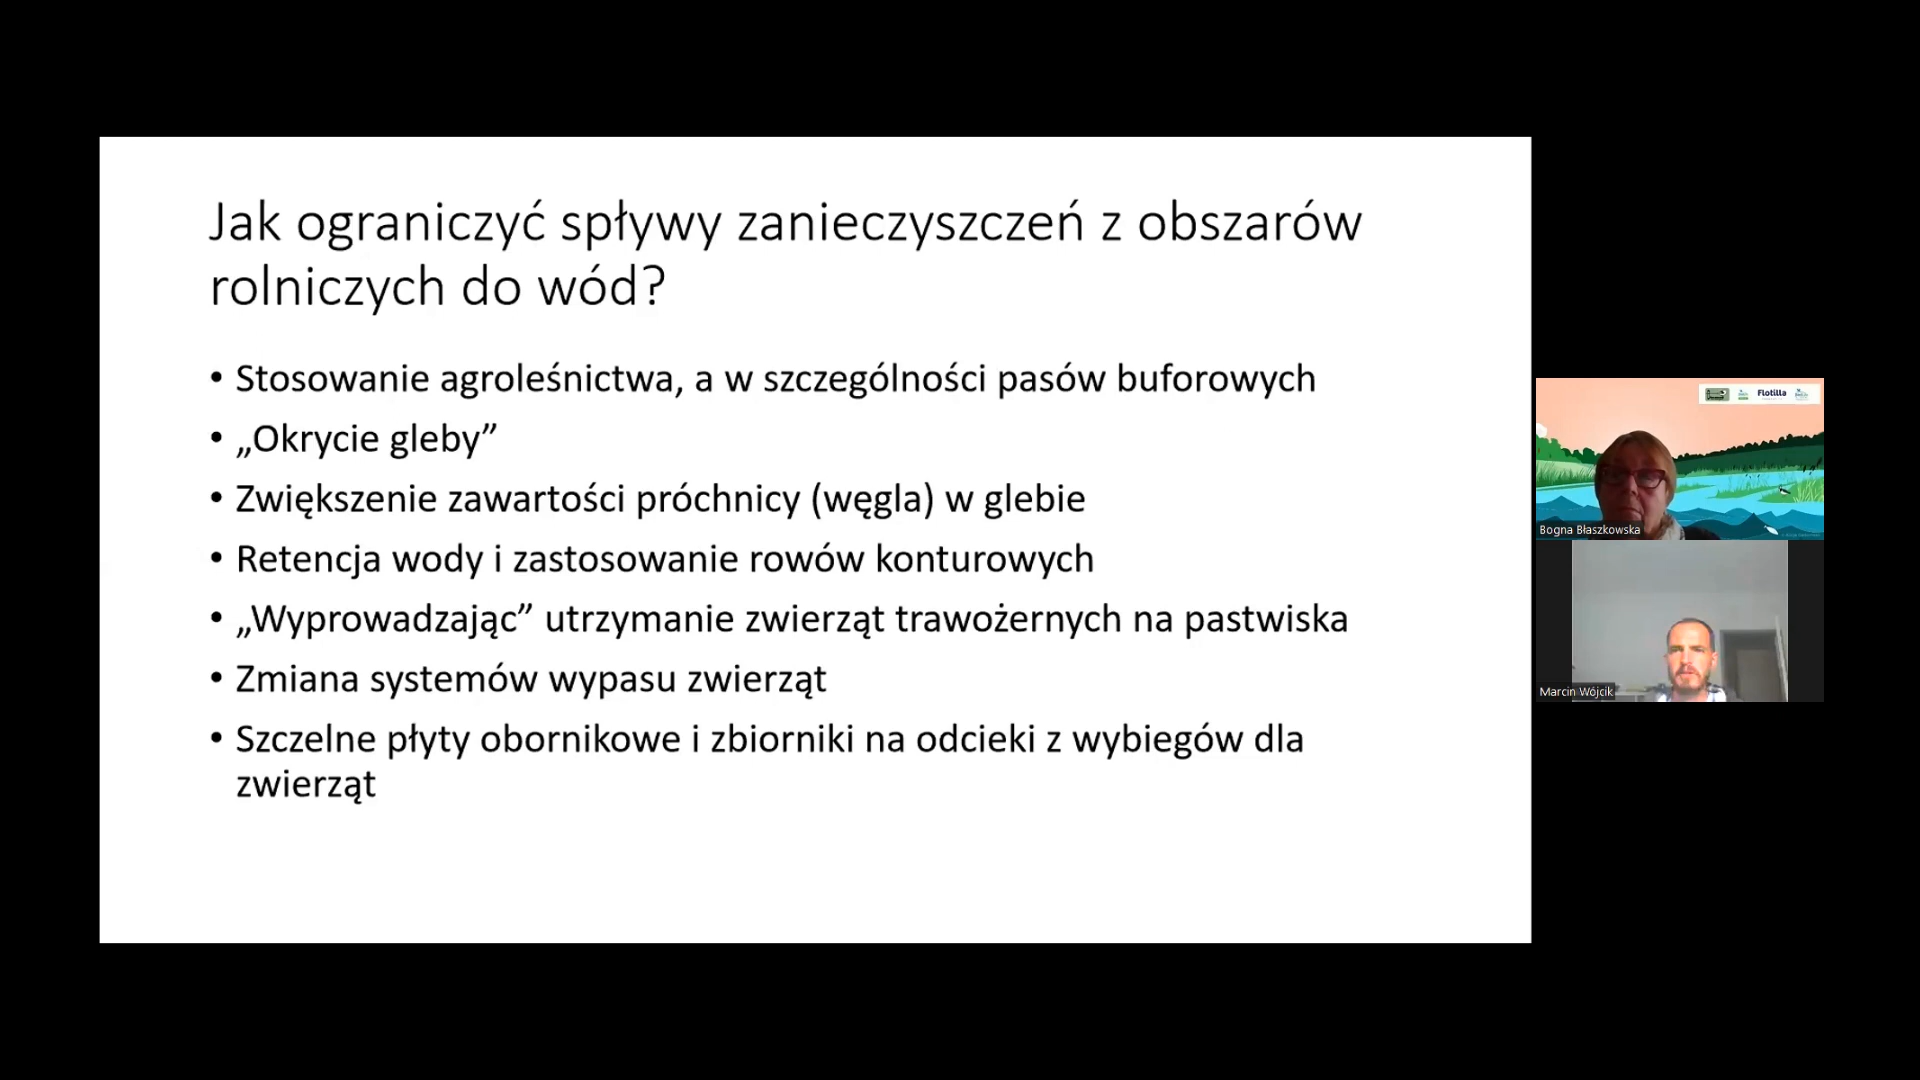 Jak ograniczyć spływy zanieczyszczeń z obszarów
rolniczych do wód?
• Stosowanie agroleśnictwa, a w szczególności pasów buforowych
• „Okrycie gleby”
• Zwiększenie zawartości próchnicy (węgla) w glebie
• Retencja wody i zastosowanie rowów konturowych
• „Wyprowadzając” utrzymanie zwierząt trawożernych na pastwiska
• Zmiana systemów wypasu zwierząt
• Szczelne płyty obornikowe i zbiorniki na odcieki z wybiegów dla
zwierząt
Flotilla
Bogna Błaszkowska
Marcin Wójcik